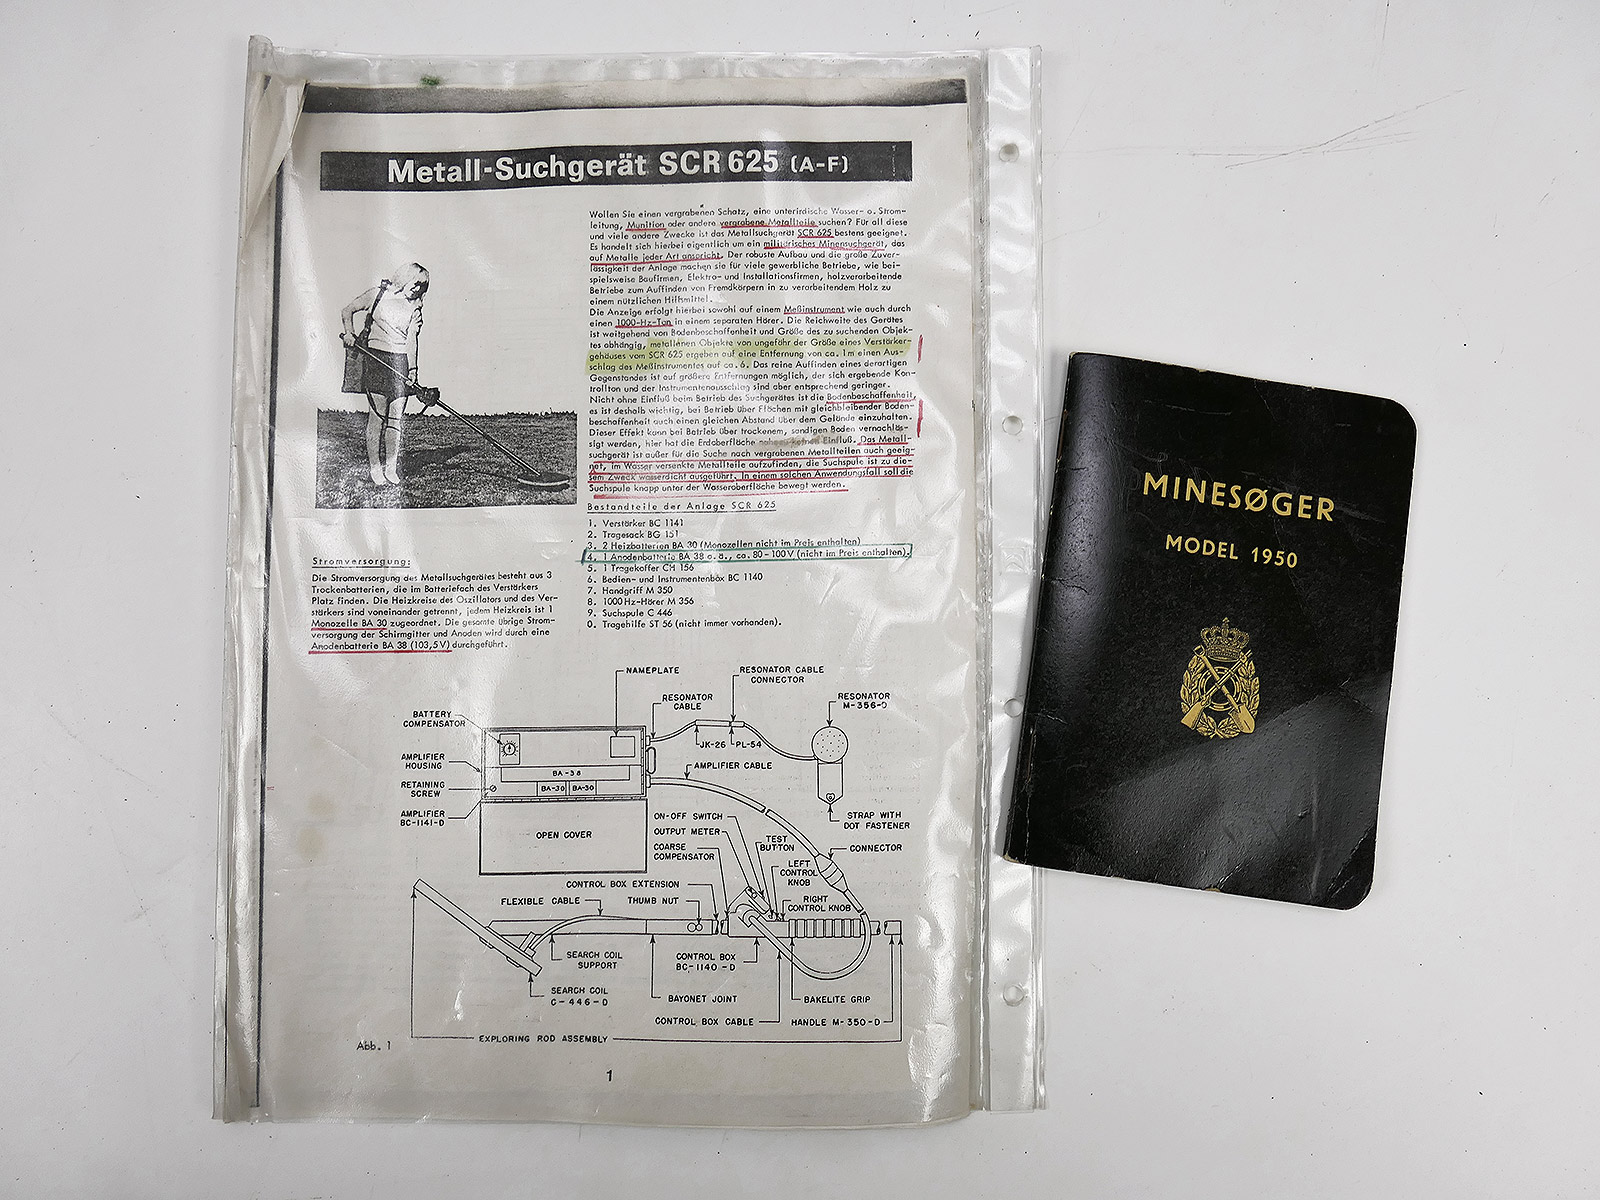 Metall-Suchgerät SCR 625 (A-F)
Wollen Sie einen vergrabenen Schatz, eine unterirdische Wasser- o. Strom-
leitung, Munition oder andere vergrabene Metallteile suchen? Für all diese
und viele andere Zwecke ist das Metallsuchgerät SCR 625 bestens geeignet.
Es handelt sich hierbei eigentlich um ein militärisches Minensuchgerät, das
auf Metalle jeder Art anspricht. Der robuste Aufbau und die große Zuver-
lässigkeit der Anlage machen sie für viele gewerbliche Betriebe, wie bei-
spielsweise Baufirmen, Elektro- und Installationsfirmen, holzverarbeitende
Betriebe zum Auffinden von Fremdkörpern in zu verarbeitendem Holz zu
einem nützlichen Hilfsmittel.
Die Anzeige erfolgt hierbei sowohl auf einem Meßinstrument wie auch durch
einen 1000-Hz-Ton in einem separaten Hörer. Die Reichweite des Gerätes
ist weitgehend von Bodenbeschaffenheit und Größe des zu suchenden Objek-
tes abhängig, metallenen Objekte von ungefähr der Größe eines Verstärker-
gehäuses vom SCR 625 ergeben auf eine Entfernung von ca. 1m einen Aus-
schlag des Meßinstrumentes auf ca. 6. Das reine Auffinden eines derartigen
Gegenstandes ist auf größere Entfernungen möglich, der sich ergebende Kon-
trollton und der Instrumentenausschlag sind aber entsprechend geringer.
Nicht ohne Einfluß beim Betrieb des Suchgerätes ist die Bodenbeschaffenheit,
es ist deshalb wichtig, bei Betrieb über Flächen mit gleichbleibender Boden-
beschaffenheit auch einen gleichen Abstand über dem Gelände einzuhalten.
Dieser Effekt kann bei Betrieb über trockenem, sandigen Boden vernachläs-
sigt werden, hier hat die Erdoberfläche nahezu keinen Einfluß. Das Metall-
suchgerät ist außer für die Suche nach vergrabenen Metallteilen auch geeig-
net, im Wasser versenkte Metallteile aufzufinden, die Suchspule ist zu die-
sem Zweck wasserdicht ausgeführt. In einem solchen Anwendungsfall soll die
Suchspule knapp unter der Wasseroberfläche bewegt werden.
Bestandteile der Anlage SCR 625
1. Verstärker BC 1141
2. Tragesack BG 151
3. 2 Heizbatterien BA 30 (Monozellen nicht im Preis enthalten)
4. 1 Anodenbatterie BA 38 o. ä., ca. 80-100V (nicht im Preis enthalten).
5. 1 Tragekoffer CH 156
6. Bedien- und Instrumentenbox BC 1140
7. Handgriff M 350
8. 1000Hz-Hörer M 356
9. Suchspule C 446
0. Tragehilfe ST 56 (nicht immer vorhanden).
Stromversorgung:
Die Stromversorgung des Metallsuchgerätes besteht aus 3
Trockenbatterien, die im Batteriefach des Verstärkers
Platz finden. Die Heizkreise des Oszillators und des Ver-
stärkers sind voneinander getrennt, jedem Heizkreis ist 1
Monozelle BA 30 zugeordnet. Die gesamte übrige Strom-
versorgung der Schirmgitter und Anoden wird durch eine
Anodenbatterie BA 38 (103,5V) durchgeführt.
NAMEPLATE
RESONATOR CABLE
CONNECTOR
RESONATOR
CABLE
RESONATOR
M-356-D
BATTERY
COMPENSATOR
JK-26
PL-54
AMPLIFIER
HOUSING
AMPLIFIER CABLE
BA-38
RETAINING
SCREW
BA-30
BA-30
AMPLIFIER
BC-1141-D
ON-OFF SWITCH
STRAP WITH
DOT FASTENER
OPEN COVER
OUTPUT METER
TEST
BUTTON
COARSE
COMPENSATOR
CONNECTOR
LEFT
CONTROL
KNOB
CONTROL BOX EXTENSION
FLEXIBLE CABLE
THUMB NUT
RIGHT
CONTROL KNOB
SEARCH COIL
SUPPORT
CONTROL BOX
BC-1140-D
SEARCH COIL
C-446-D
BAYONET JOINT
BAKELITE GRIP
CONTROL BOX CABLE
HANDLE M-350-D
EXPLORING ROD ASSEMBLY
Abb. 1
1
MINESØGER
MODEL 1950